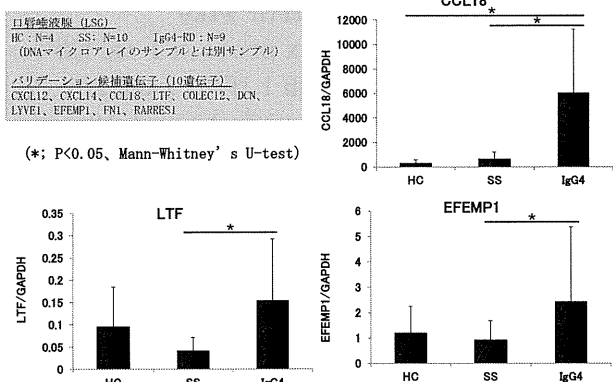 口唇唾液腺 (LSG)
HC：N=4 SS：N=10 IgG4-RD：N=9
(DNAマイクロアレイのサンプルとは別サンプル)
バリデーション候補遺伝子 (10遺伝子)
CXCL12、CXCL14、CCL18、LTF、COLEC12、DCN、
LYVE1、EFEMP1、FN1、RARRES1
(*; P<0.05、Mann-Whitney's U-test)
CCL18
*
*
CCL18/GAPDH
12000
10000
8000
6000
4000
2000
0
HC SS IgG4
LTF
*
LTF/GAPDH
0.35
0.3
0.25
0.2
0.15
0.1
0.05
0
HC SS IgG4
EFEMP1
*
EFEMP1/GAPDH
6
5
4
3
2
1
0
HC SS IgG4